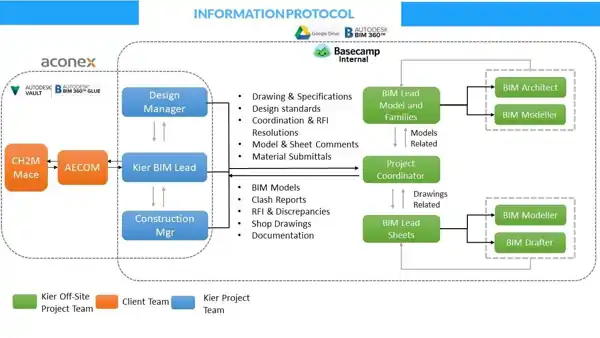 INFORMATION PROTOCOL
Google Drive
AUTODESK
BIM 360™
aconex
Basecamp
Internal
AUTODESK
VAULT
AUTODESK
BIM 360™ GLUE
Design
Manager
CH2M
Mace
AECOM
Kier BIM Lead
Construction
Mgr
• Drawing & Specifications
• Design standards
• Coordination & RFI
Resolutions
• Model & Sheet Comments
• Material Submittals
• BIM Models
• Clash Reports
• RFI & Discrepancies
• Shop Drawings
• Documentation
BIM Lead
Model and
Families
Models
Related
Project
Coordinator
Drawings
Related
BIM Lead
Sheets
BIM Architect
BIM Modeller
BIM Modeller
BIM Drafter
Kier Off-Site
Project Team
Client Team
Kier Project
Team